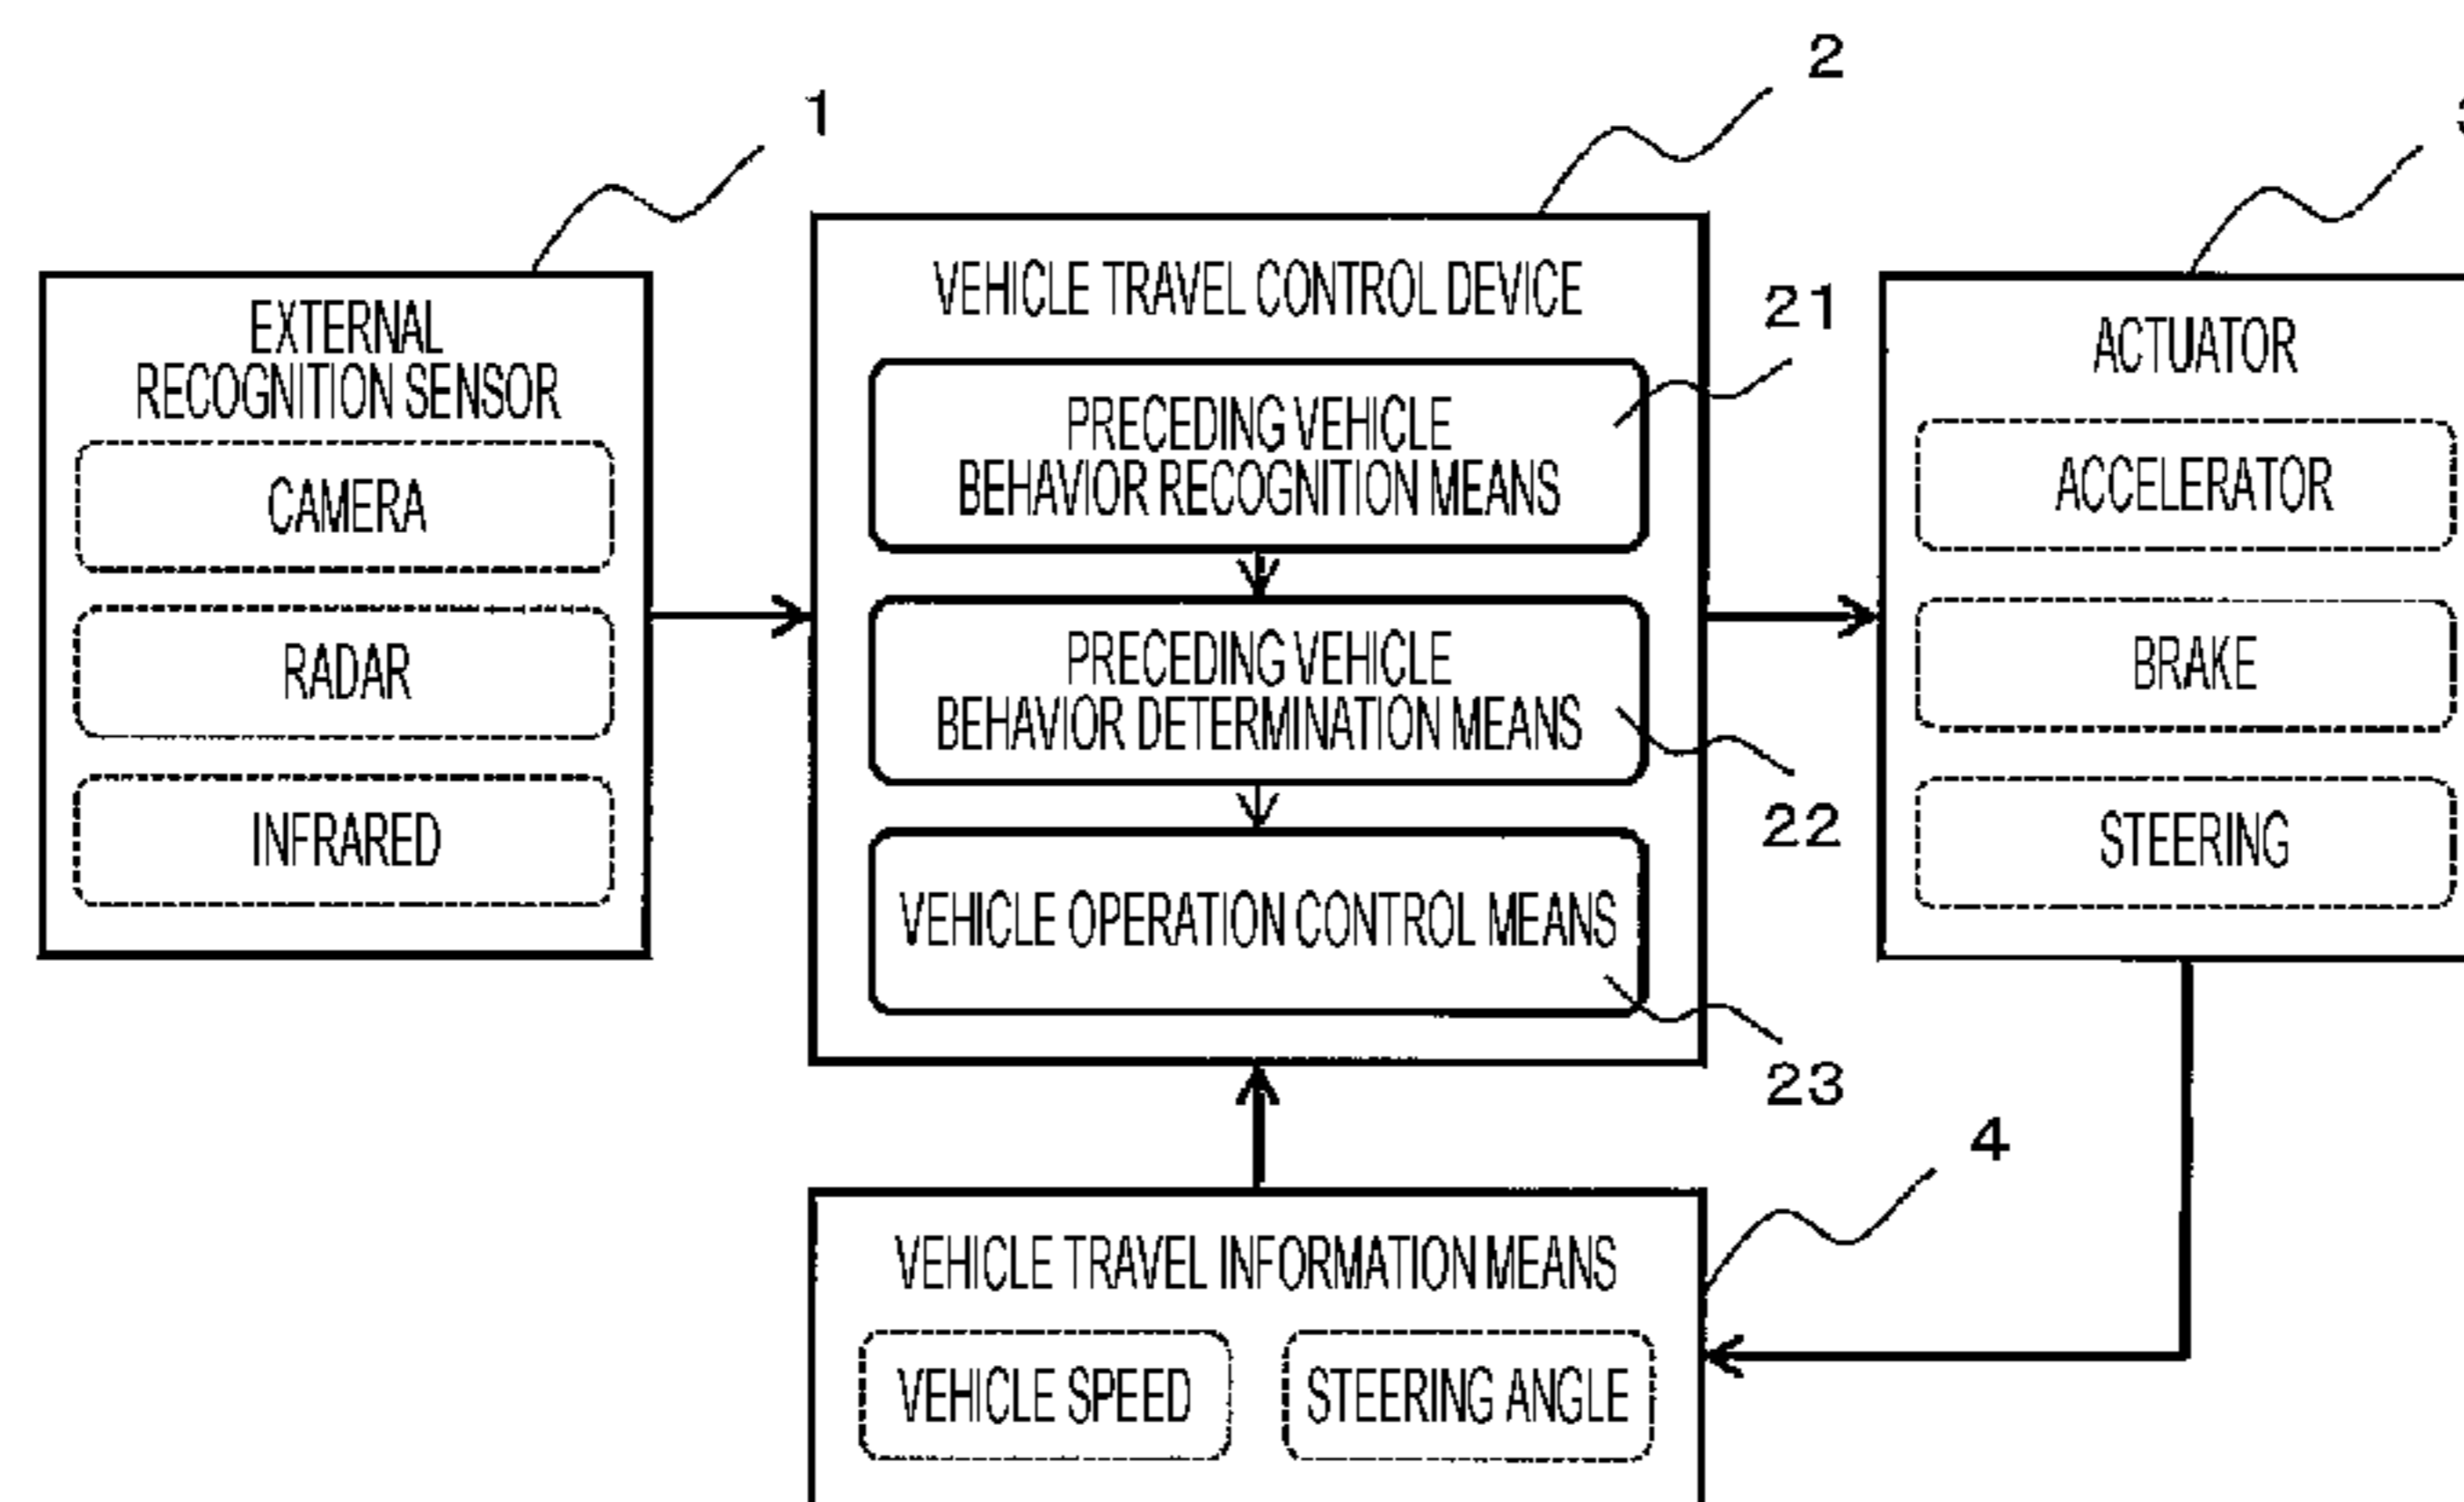 1
2
EXTERNAL
RECOGNITION SENSOR
CAMERA
RADAR
INFRARED
VEHICLE TRAVEL CONTROL DEVICE
21
PRECEDING VEHICLE
BEHAVIOR RECOGNITION MEANS
PRECEDING VEHICLE
BEHAVIOR DETERMINATION MEANS
22
VEHICLE OPERATION CONTROL MEANS
23
ACTUATOR
ACCELERATOR
BRAKE
STEERING
4
VEHICLE TRAVEL INFORMATION MEANS
VEHICLE SPEED
STEERING ANGLE